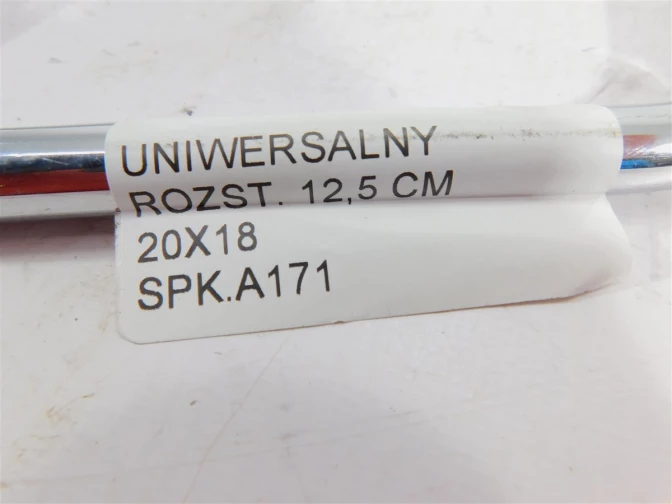 UNIWERSALNY
ROZST. 12,5 CM
20X18
SPK.A171